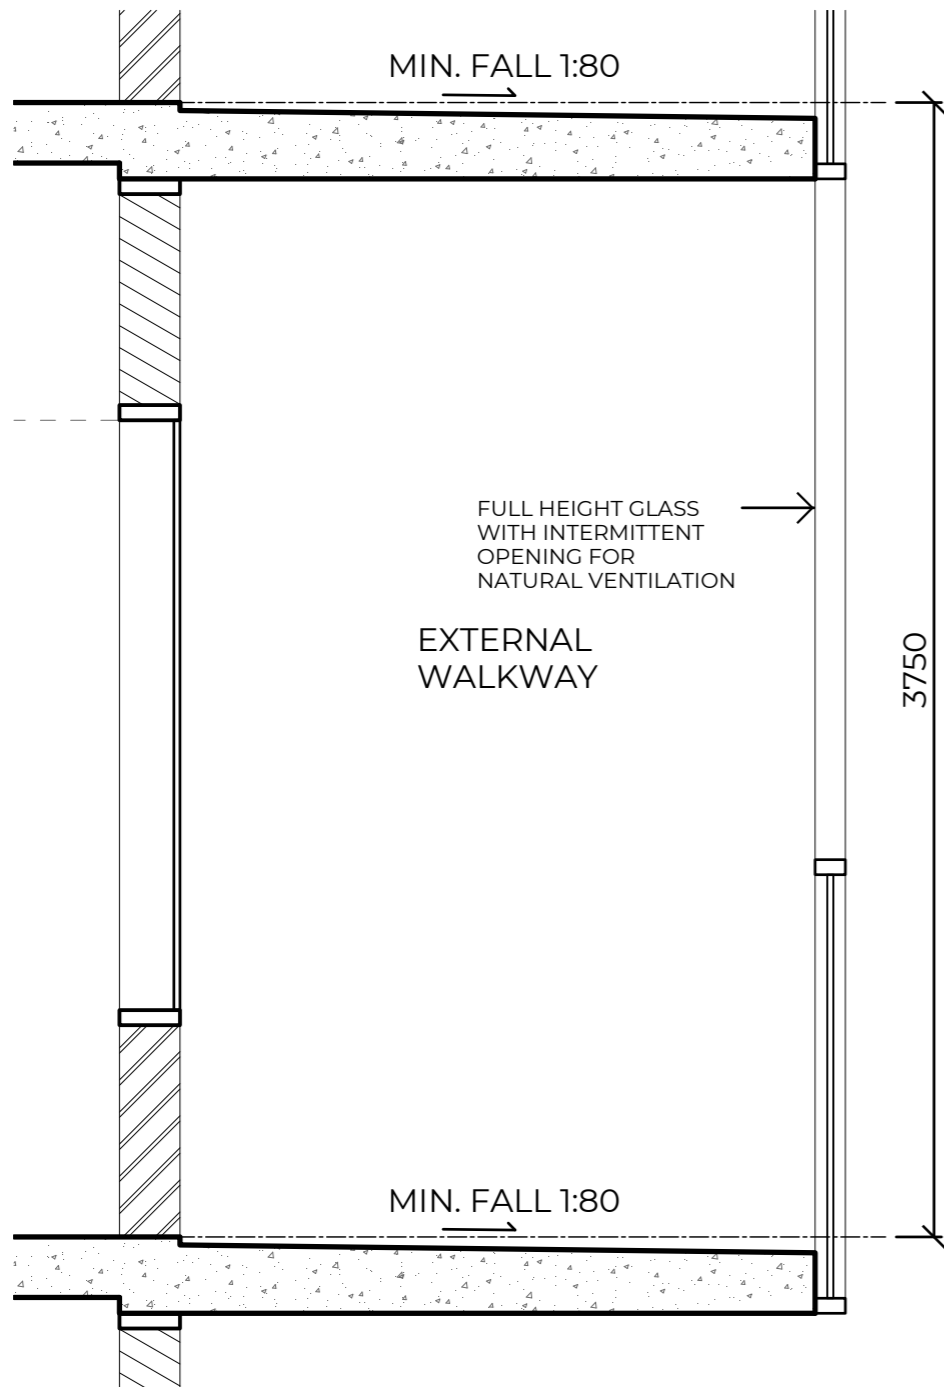 MIN. FALL 1:80
FULL HEIGHT GLASS
WITH INTERMITTENT
OPENING FOR
NATURAL VENTILATION
EXTERNAL
WALKWAY
3750
MIN. FALL 1:80